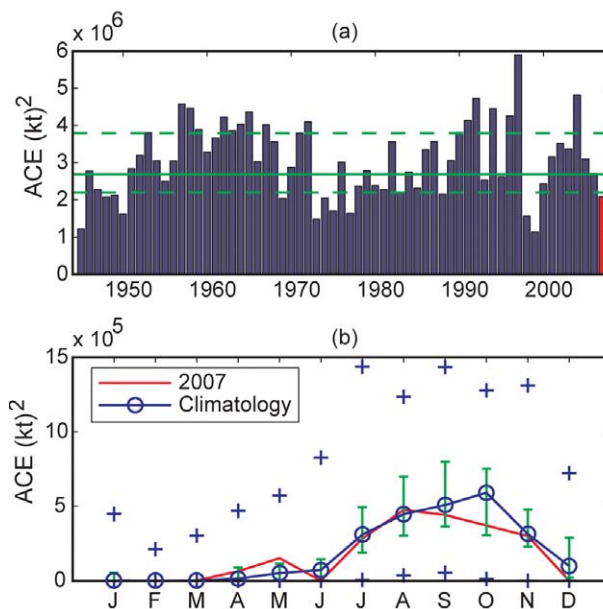 (a)
× 10^6
6
5
4
3
2
1
0
ACE (kt)^2
1950 1960 1970 1980 1990 2000
(b)
× 10^5
15
10
5
0
ACE (kt)^2
2007
Climatology
J F M A M J J A S O N D